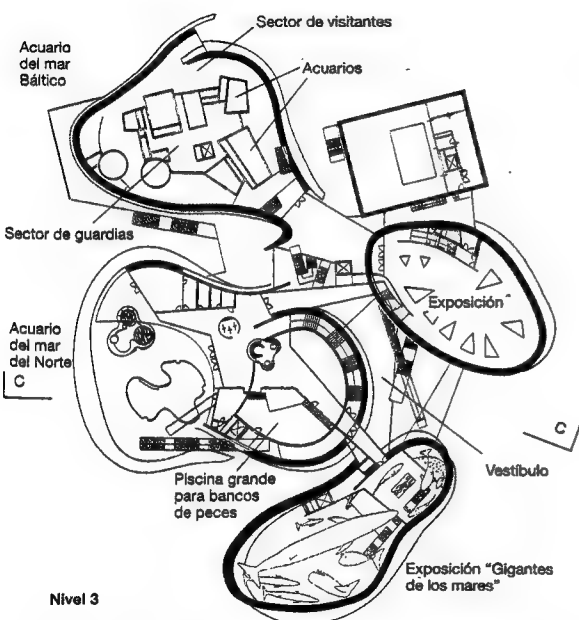 Sector de visitantes
Acuario
del mar
Báltico
Acuarios
Sector de guardias
Exposición
Acuario
del mar
del Norte
C
C
Vestíbulo
Piscina grande
para bancos
de peces
Exposición "Gigantes
de los mares"
Nivel 3